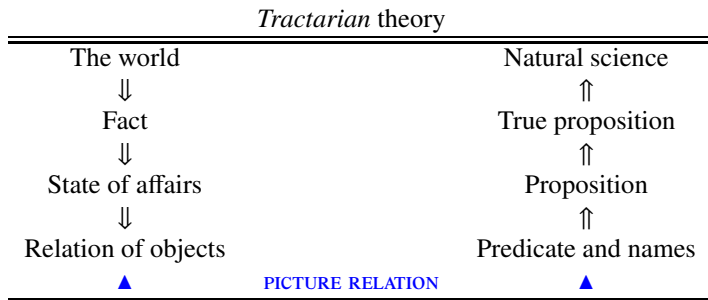 Tractarian theory
The world Natural science
⇓ ⇑
Fact True proposition
⇓ ⇑
State of affairs Proposition
⇓ ⇑
Relation of objects Predicate and names
▲ PICTURE RELATION ▲